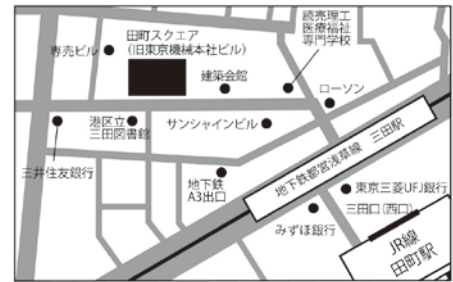 読売理工
医療福祉
専門学校
田町スクエア
(旧東京機械本社ビル)
専売ビル
建築会館
ローソン
港区立
三田図書館
サンシャインビル
三井住友銀行
地下鉄
A3出口
地下鉄都営浅草線 三田駅
東京三菱UFJ銀行
三田口(西口)
みずほ銀行
JR線
田町駅